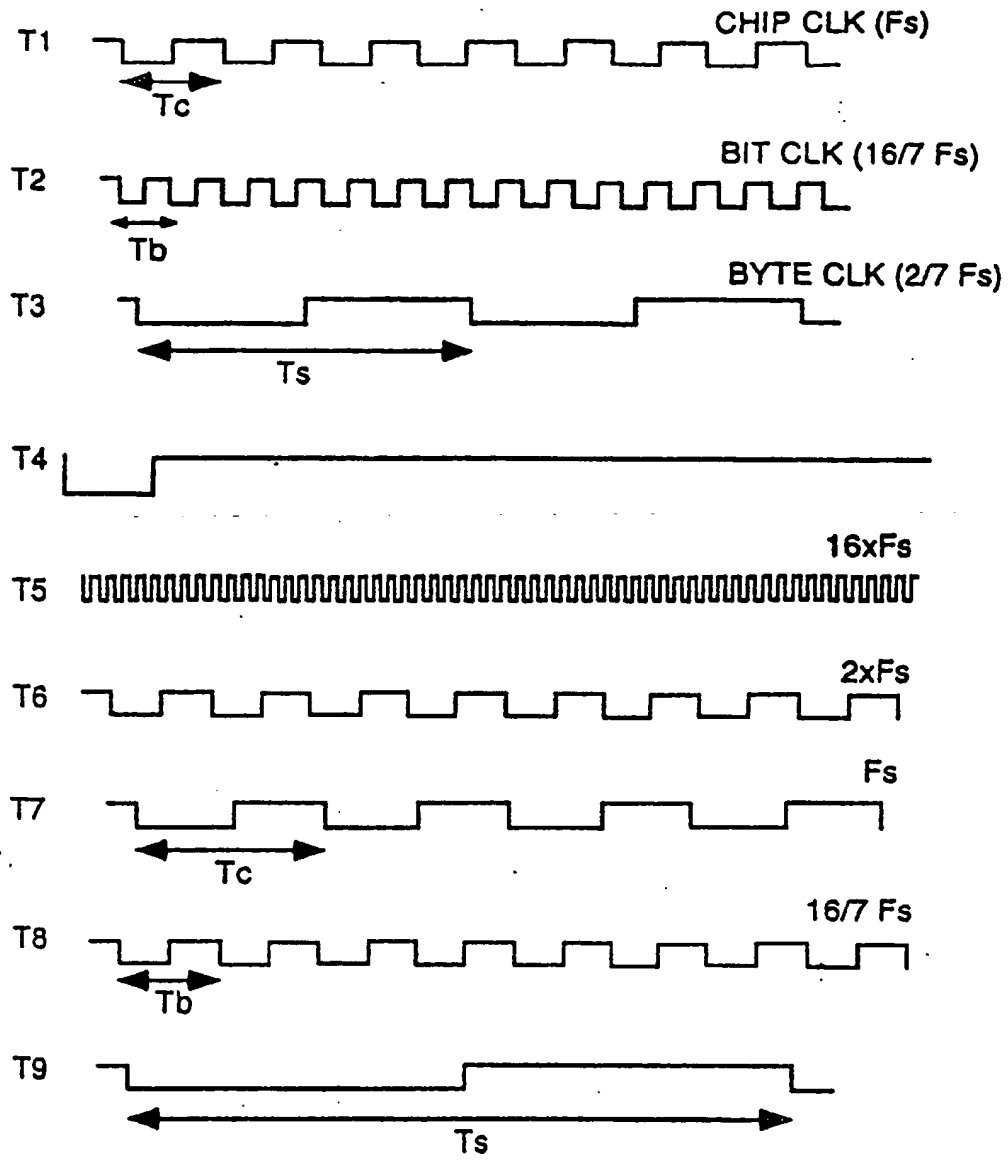 T1 CHIP CLK (Fs)
Tc
T2 BIT CLK (16/7 Fs)
Tb
T3 BYTE CLK (2/7 Fs)
Ts
T4
T5 16xFs
T6 2xFs
T7 Fs
Tc
T8 16/7 Fs
Tb
T9
Ts